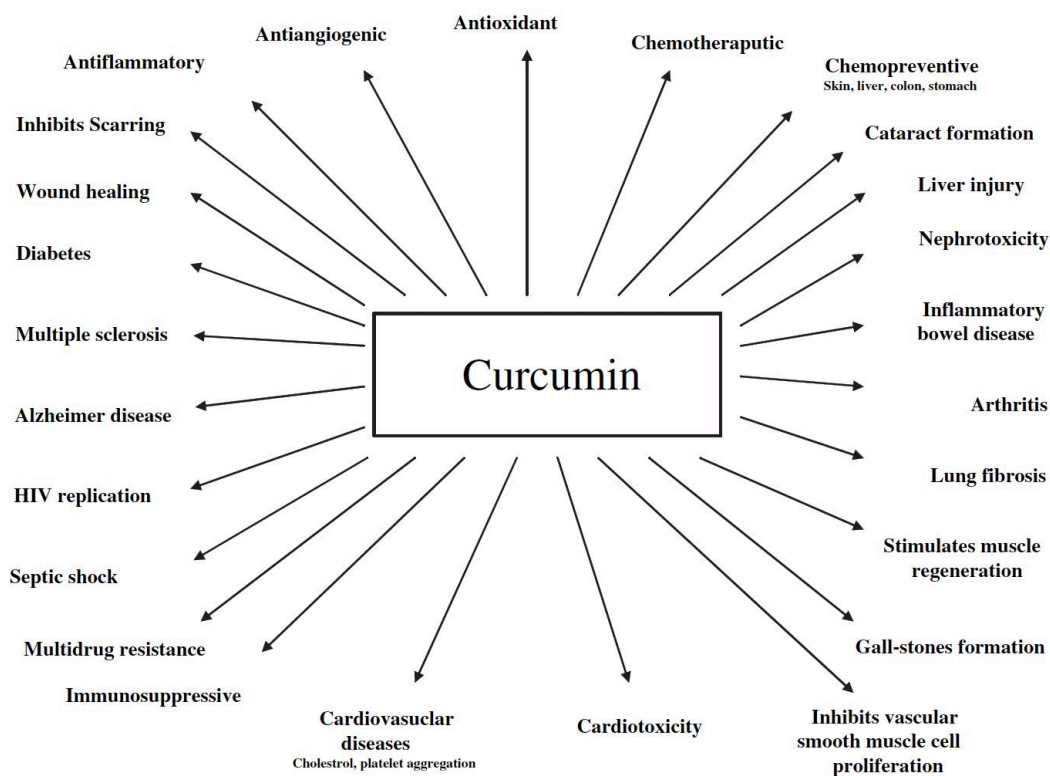 Antioxidant
Antiangiogenic
Chemotheraputic
Antiflammatory
Chemopreventive
Skin, liver, colon, stomach
Inhibits Scarring
Cataract formation
Wound healing
Liver injury
Diabetes
Nephrotoxicity
Multiple sclerosis
Inflammatory
bowel disease
Curcumin
Alzheimer disease
Arthritis
HIV replication
Lung fibrosis
Septic shock
Stimulates muscle
regeneration
Multidrug resistance
Gall-stones formation
Immunosuppressive
Cardiovasuclar
diseases
Cholestrol, platelet aggregation
Cardiotoxicity
Inhibits vascular
smooth muscle cell
proliferation